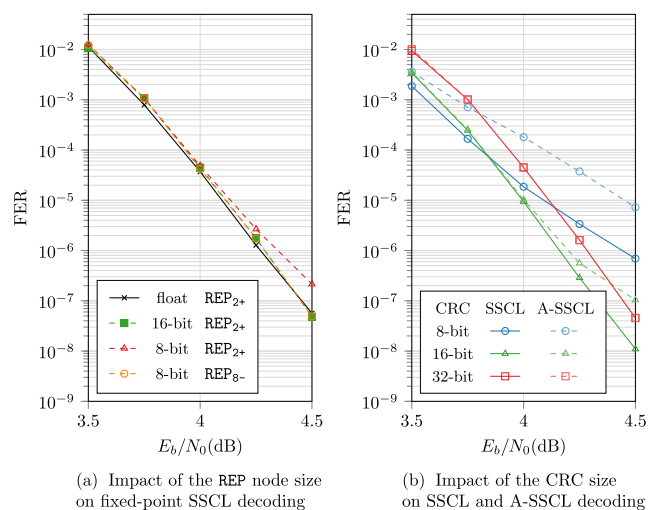 10−2
10−3
10−4
10−5
10−6
10−7
10−8
10−9
FER
float REP2+
16-bit REP2+
8-bit REP2+
8-bit REP8−
3.5 4 4.5
Eb/N0(dB)
(a) Impact of the REP node size
on fixed-point SSCL decoding
10−2
10−3
10−4
10−5
10−6
10−7
10−8
10−9
FER
CRC SSCL A-SSCL
8-bit
16-bit
32-bit
3.5 4 4.5
Eb/N0(dB)
(b) Impact of the CRC size
on SSCL and A-SSCL decoding